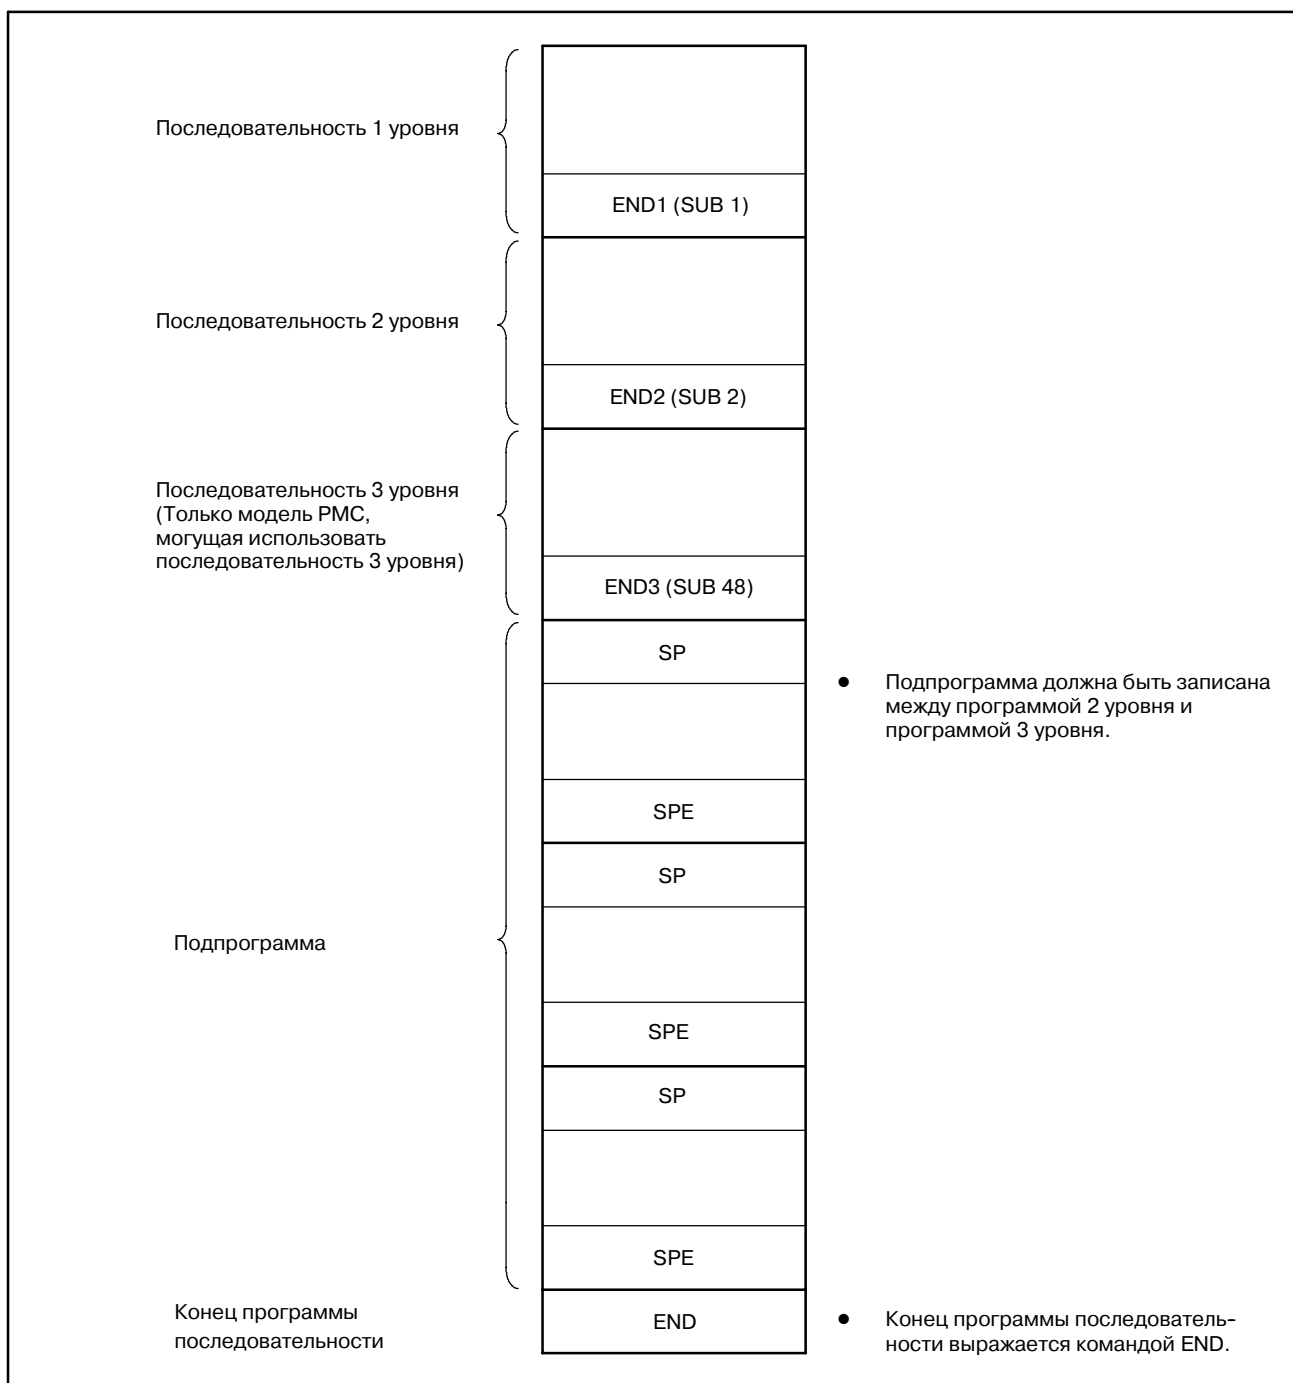 Последовательность 1 уровня
END1 (SUB 1)
Последовательность 2 уровня
END2 (SUB 2)
Последовательность 3 уровня
(Только модель PMC,
могущая использовать
последовательность 3 уровня)
END3 (SUB 48)
SP
● Подпрограмма должна быть записана
между программой 2 уровня и
программой 3 уровня.
SPE
SP
Подпрограмма
SPE
SP
SPE
Конец программы
последовательности
END
● Конец программы последователь-
ности выражается командой END.